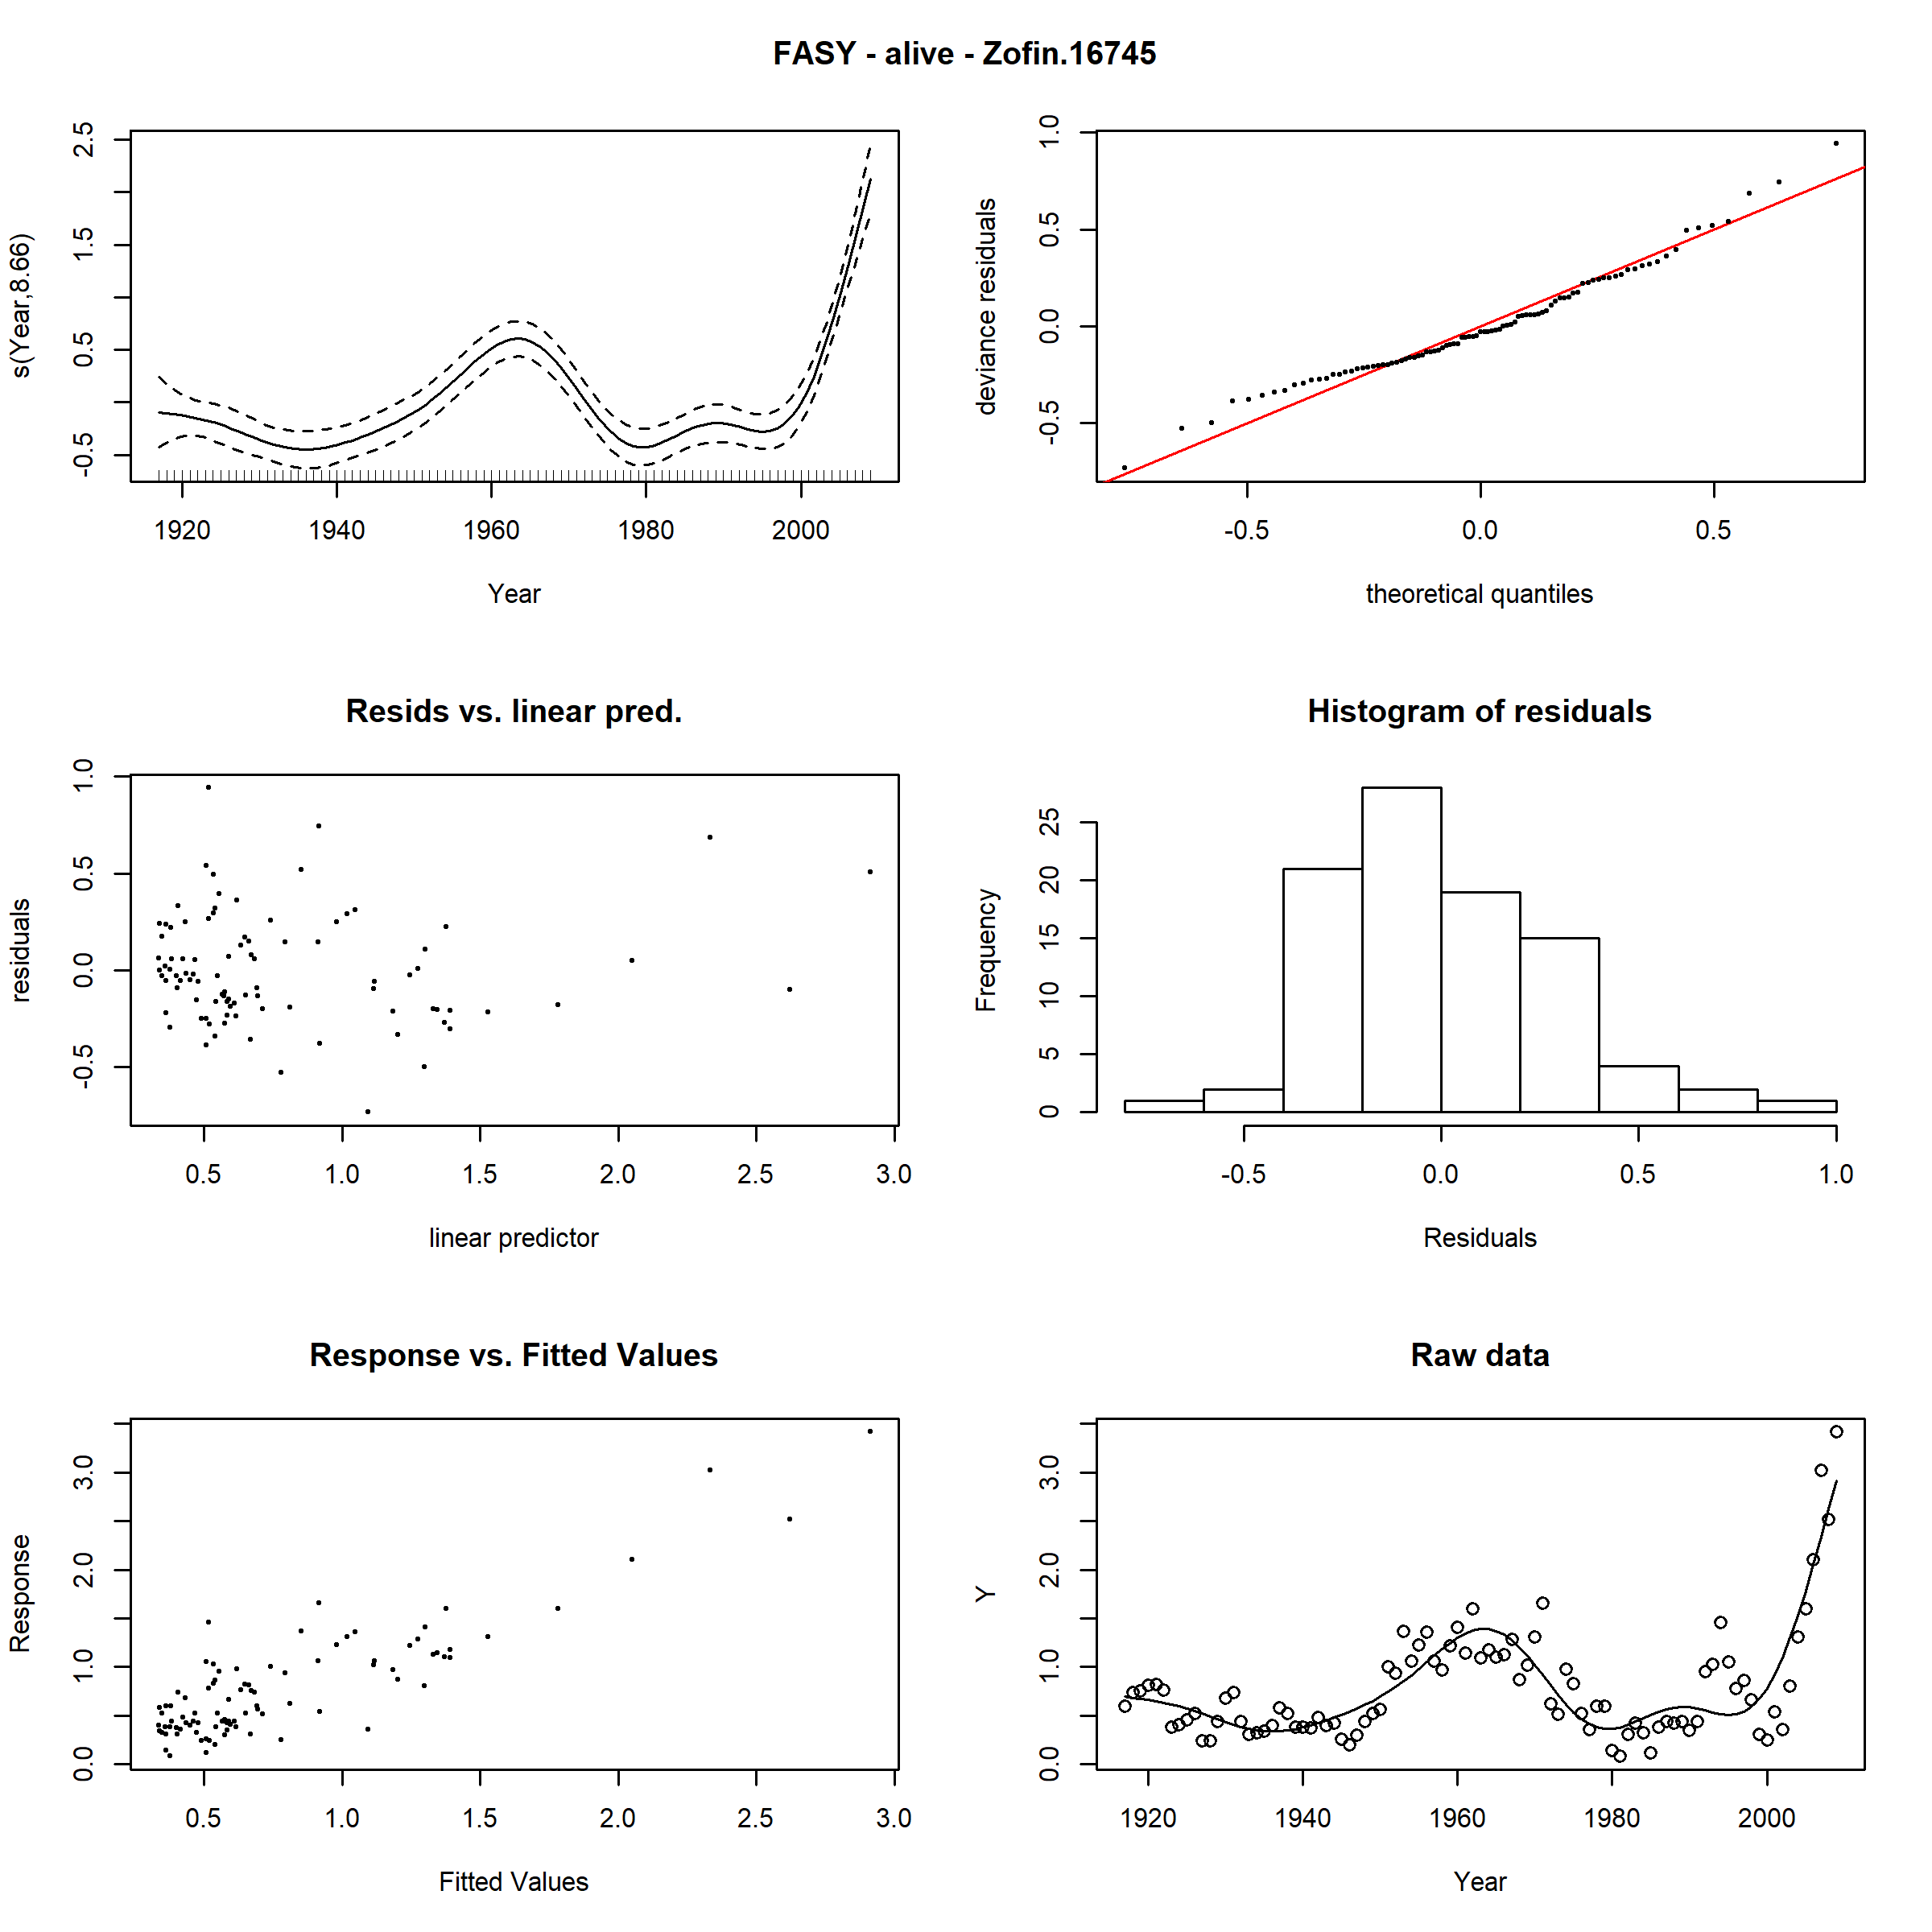 FASY - alive - Zofin.16745
s(Year,8.66)
-0.5 0.5 1.5 2.5
1920 1940 1960 1980 2000
Year
deviance residuals
-0.5 0.0 0.5 1.0
-0.5 0.0 0.5
theoretical quantiles
Resids vs. linear pred.
residuals
-0.5 0.0 0.5 1.0
0.5 1.0 1.5 2.0 2.5 3.0
linear predictor
Histogram of residuals
Frequency
0 5 10 15 20 25
-0.5 0.0 0.5 1.0
Residuals
Response vs. Fitted Values
Response
0.0 1.0 2.0 3.0
0.5 1.0 1.5 2.0 2.5 3.0
Fitted Values
Raw data
Y
0.0 1.0 2.0 3.0
1920 1940 1960 1980 2000
Year